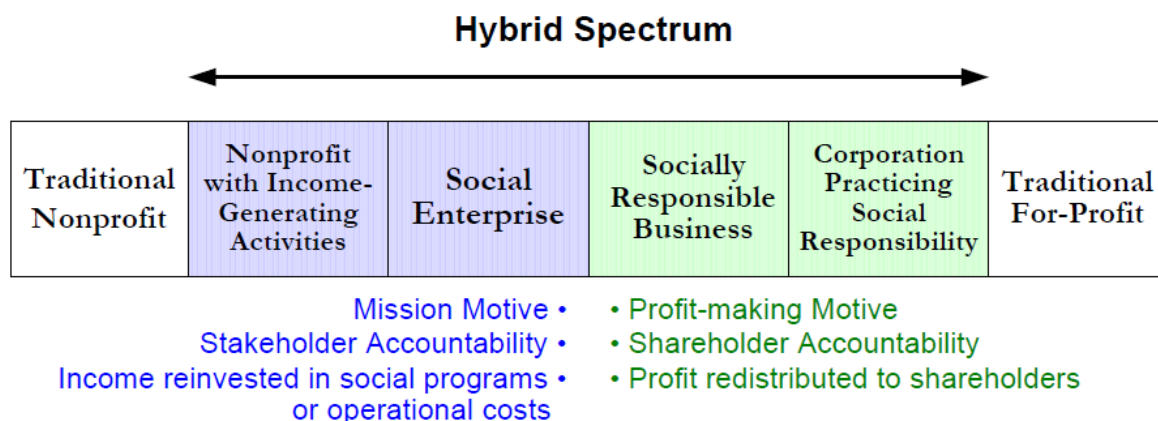 Hybrid Spectrum
Traditional
Nonprofit
Nonprofit
with Income-
Generating
Activities
Social
Enterprise
Socially
Responsible
Business
Corporation
Practicing
Social
Responsibility
Traditional
For-Profit
Mission Motive •
Stakeholder Accountability •
Income reinvested in social programs •
or operational costs
• Profit-making Motive
• Shareholder Accountability
• Profit redistributed to shareholders